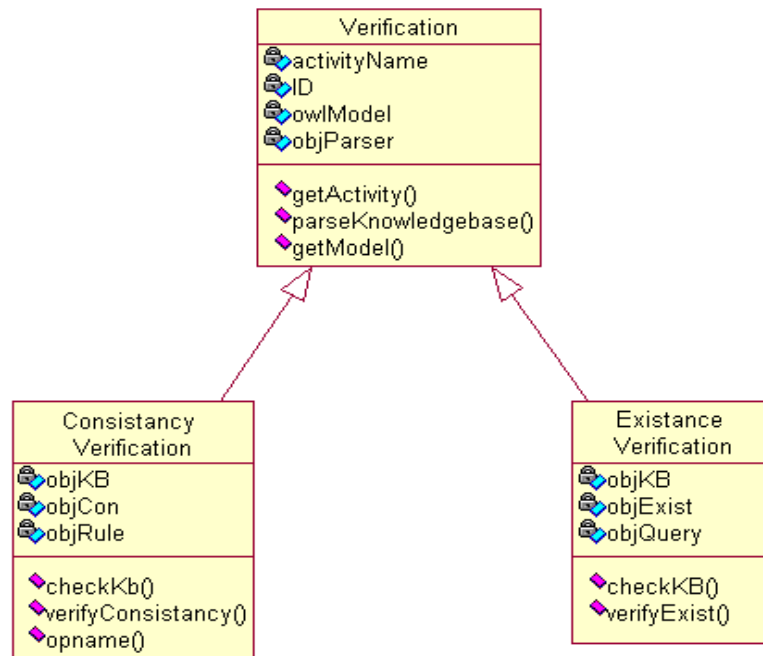 Verification
activityName
ID
owlModel
objParser
getActivity()
parseKnowledgebase()
getModel()
Consistancy
Verification
objKB
objCon
objRule
checkKb()
verifyConsistancy()
opname()
Existance
Verification
objKB
objExist
objQuery
checkKB()
verifyExist()